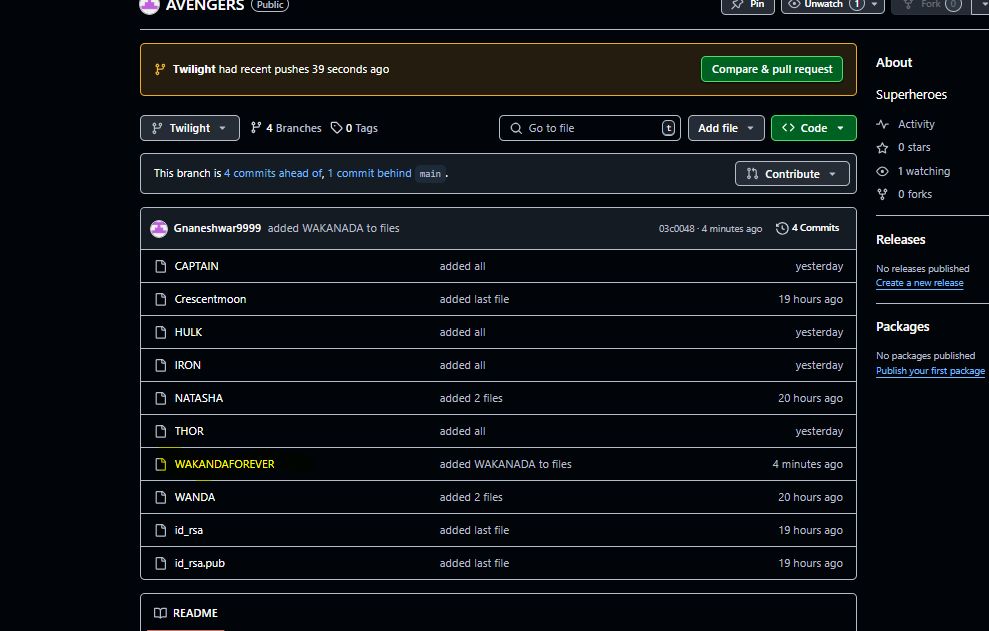 AVENGERS Public Pin Unwatch 1 Fork 0
Twilight had recent pushes 39 seconds ago Compare & pull request
Twilight 4 Branches 0 Tags Go to file t Add file Code
This branch is 4 commits ahead of, 1 commit behind main . Contribute
Gnaneshwar9999 added WAKANADA to files 03c0048 · 4 minutes ago 4 Commits
CAPTAIN added all yesterday
Crescentmoon added last file 19 hours ago
HULK added all yesterday
IRON added all yesterday
NATASHA added 2 files 20 hours ago
THOR added all yesterday
WAKANDAFOREVER added WAKANADA to files 4 minutes ago
WANDA added 2 files 20 hours ago
id_rsa added last file 19 hours ago
id_rsa.pub added last file 19 hours ago
README
About
Superheroes
Activity
0 stars
1 watching
0 forks
Releases
No releases published
Create a new release
Packages
No packages published
Publish your first package